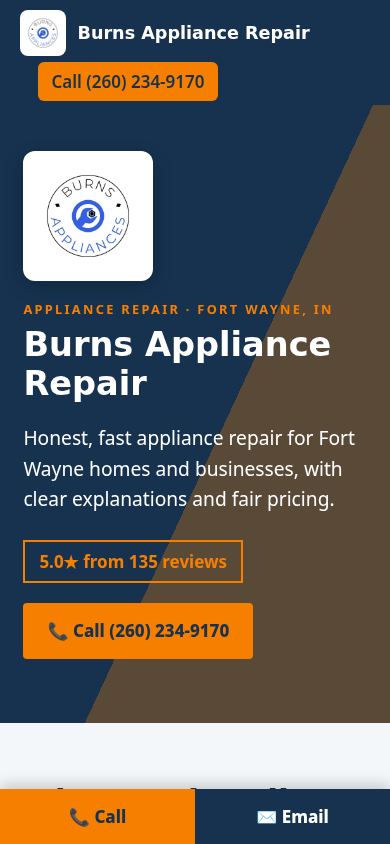 BURNS APPLIANCES
Burns Appliance Repair
Call (260) 234-9170
BURNS
APPLIANCES
APPLIANCE REPAIR · FORT WAYNE, IN
Burns Appliance
Repair
Honest, fast appliance repair for Fort
Wayne homes and businesses, with
clear explanations and fair pricing.
5.0★ from 135 reviews
📞 Call (260) 234-9170
📞 Call
✉️ Email